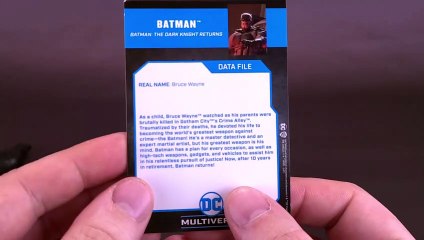 BATMAN™
BATMAN: THE DARK KNIGHT RETURNS
DATA FILE
REAL NAME: Bruce Wayne
As a child, Bruce Wayne™ watched as his parents were
brutally killed in Gotham City™'s Crime Alley™.
Traumatized by their deaths, he devoted his life to
becoming the world's greatest weapon against
crime—the Batman! He's a master detective and an
expert martial artist, but his greatest weapon is his
mind. Batman has a plan for every occasion, as well as
high-tech weapons, gadgets, and vehicles to assist him
in his relentless pursuit of justice! Now, after 10 years
in retirement, Batman returns!
DC
MULTIVER